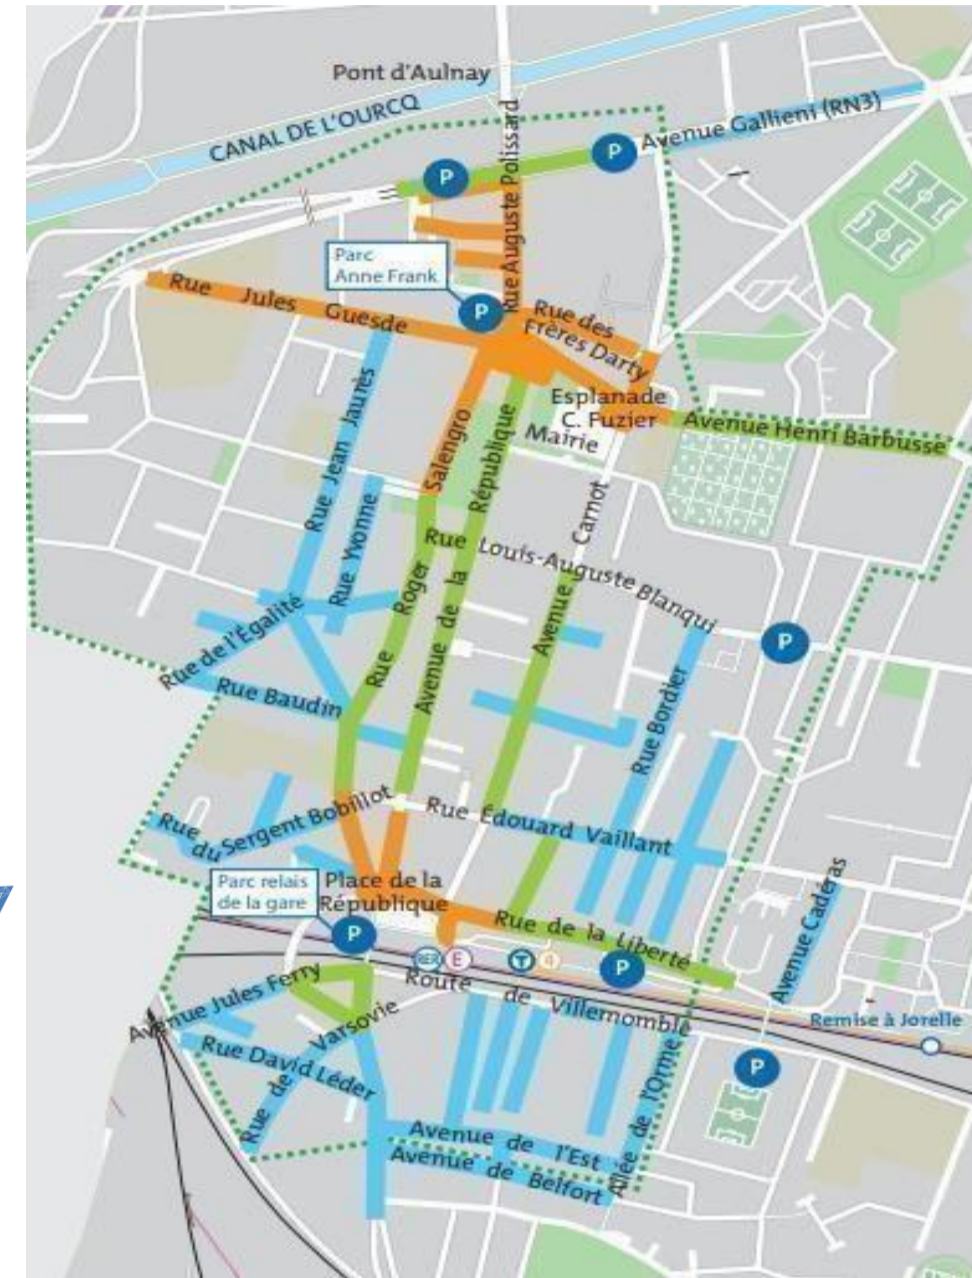 Pont d'Aulnay
CANAL DE L'OURCQ
Avenue Gallieni (RN3)
P
P
Rue Auguste Polissard
Parc
Anne Frank
P
Rue Jules Guesde
Rue des
Frères Darty
Esplanade
C. Fuzier
Mairie
Avenue Henri Barbusse
Rue Jean Jaurès
Rue Yvonne
Rue Roger Salengro
Avenue de la République
Avenue Carnot
Rue Louis-Auguste Blanqui
P
Rue de l'Égalité
Rue Baudin
Rue Bordier
Rue du Sergent Bobillot
Rue Édouard Vaillant
Parc relais
de la gare
Place de la
République
P
Rue de la Liberté
Avenue Cadéras
RER E T 4
P
Avenue Jules Ferry
Route de Villemomble
Remise à Jorelle
Rue de Varsovie
Rue David Léder
P
Allée de l'Orme
Avenue de l'Est
Avenue de Belfort